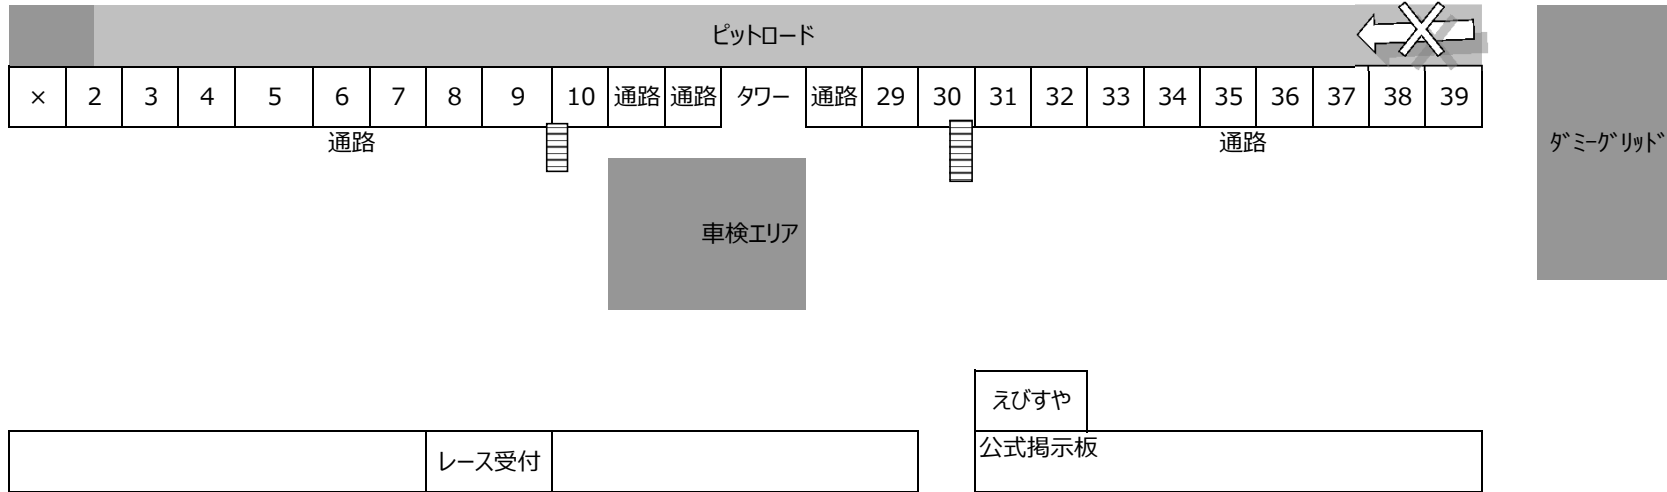 ピットロード
× 2 3 4 5 6 7 8 9 10 通路 通路 タワー 通路 29 30 31 32 33 34 35 36 37 38 39
通路 通路
ﾀﾞﾐｰｸﾞﾘｯﾄﾞ
車検エリア
えびすや
レース受付
公式掲示板